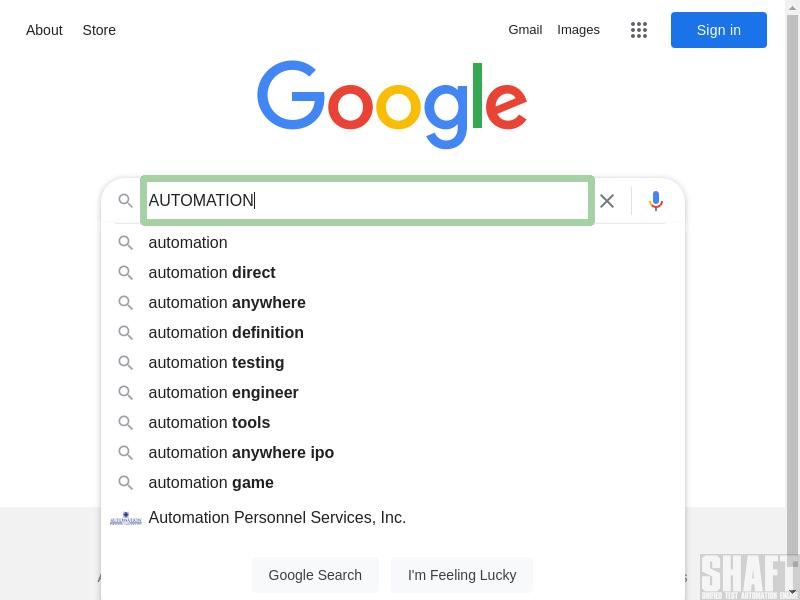 About Store Gmail Images Sign in
Google
AUTOMATION
automation
automation direct
automation anywhere
automation definition
automation testing
automation engineer
automation tools
automation anywhere ipo
automation game
Automation Personnel Services, Inc.
Google Search I'm Feeling Lucky
SHAFT